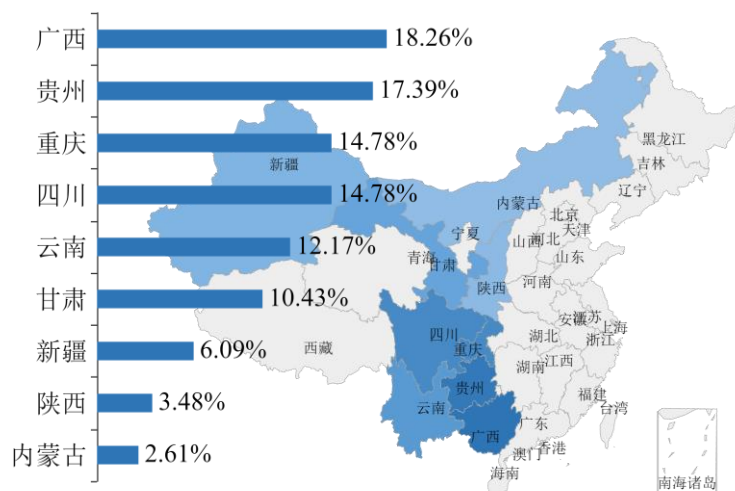 广西 18.26%
贵州 17.39%
重庆 14.78%
四川 14.78%
云南 12.17%
甘肃 10.43%
新疆 6.09%
陕西 3.48%
内蒙古 2.61%
黑龙江
吉林
辽宁
新疆
内蒙古
北京
天津
宁夏
山西
河北
山东
青海
甘肃
陕西
河南
安徽
江苏
上海
四川
重庆
湖北
浙江
西藏
湖南
江西
贵州
福建
云南
台湾
广西
广东
澳门
香港
海南
南海诸岛